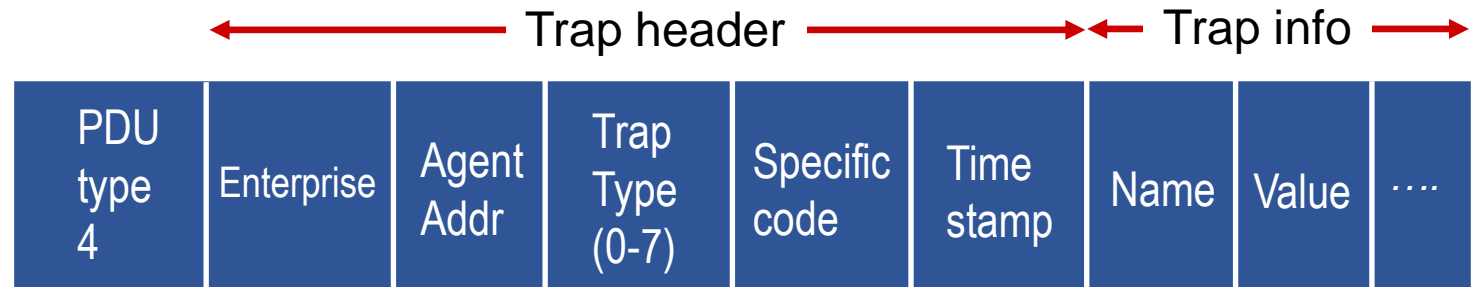 Trap header
Trap info
PDU
type
4
Enterprise
Agent
Addr
Trap
Type
(0-7)
Specific
code
Time
stamp
Name
Value
....